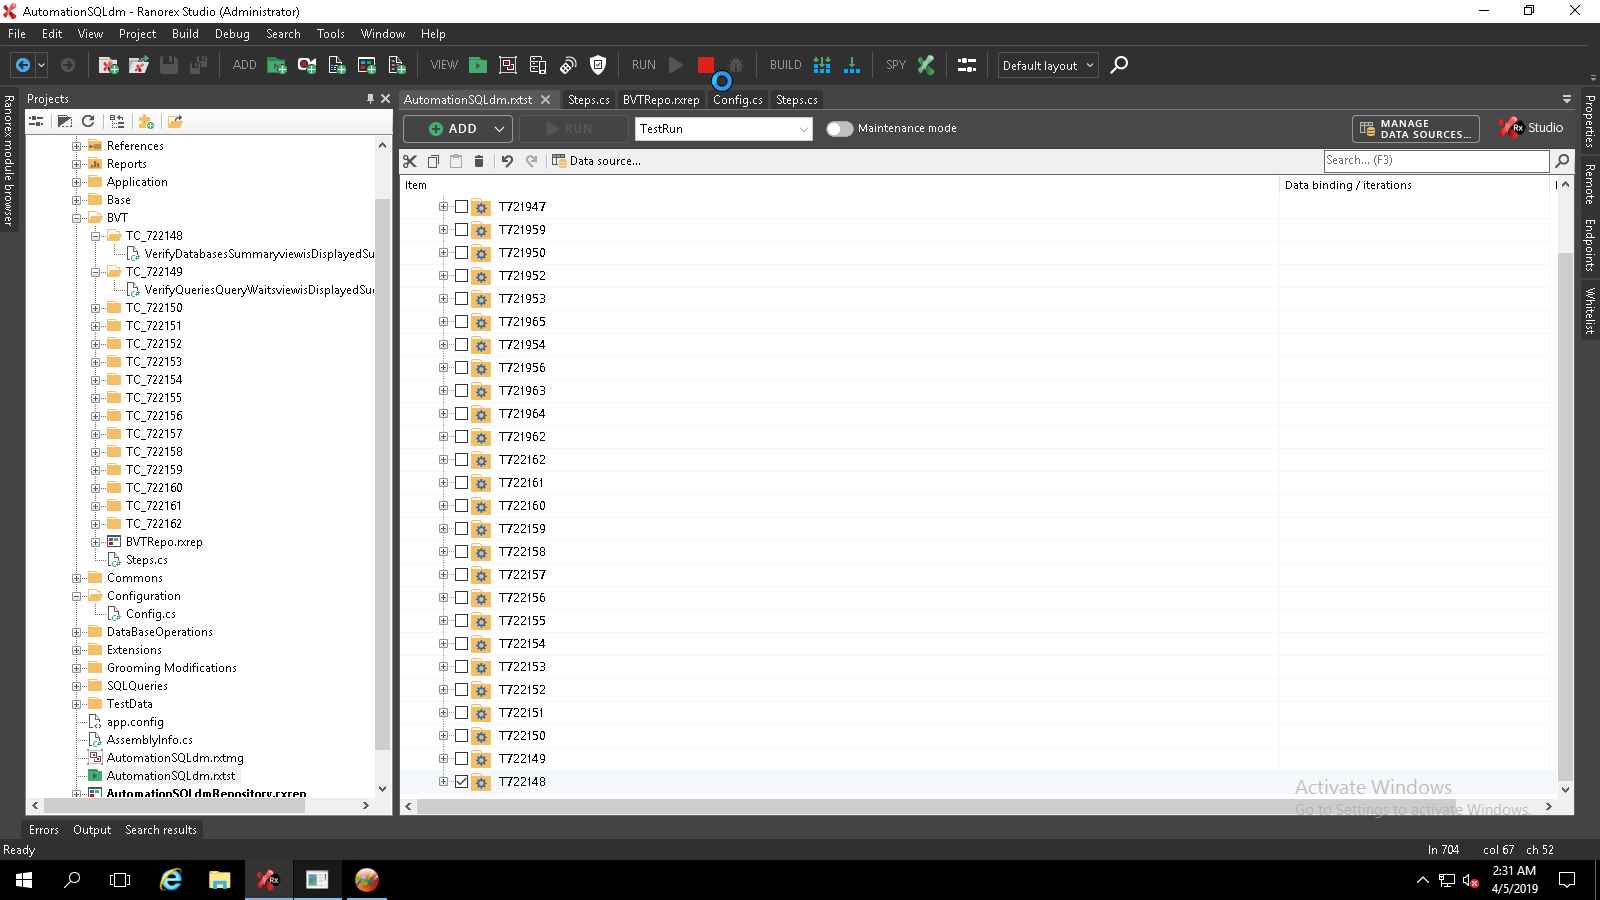 AutomationSQLdm - Ranorex Studio (Administrator)
File Edit View Project Build Debug Search Tools Window Help
ADD VIEW RUN BUILD SPY Default layout
Ranorex module browser
Projects
References
Reports
Application
Base
BVT
TC_722148
VerifyDatabasesSummaryviewisDisplayedSu
TC_722149
VerifyQueriesQueryWaitsviewisDisplayedSu
TC_722150
TC_722151
TC_722152
TC_722153
TC_722154
TC_722155
TC_722156
TC_722157
TC_722158
TC_722159
TC_722160
TC_722161
TC_722162
BVTRepo.rxrep
Steps.cs
Commons
Configuration
Config.cs
DataBaseOperations
Extensions
Grooming Modifications
SQLQueries
TestData
app.config
AssemblyInfo.cs
AutomationSQLdm.rxtmg
AutomationSQLdm.rxtst
AutomationSQLdmRepository.rxrep
AutomationSQLdm.rxtst Steps.cs BVTRepo.rxrep Config.cs Steps.cs
ADD RUN TestRun Maintenance mode MANAGE DATA SOURCES... Rx Studio
Data source... Search... (F3)
Item Data binding / iterations
T721947
T721959
T721950
T721952
T721953
T721965
T721954
T721956
T721963
T721964
T721962
T722162
T722161
T722160
T722159
T722158
T722157
T722156
T722155
T722154
T722153
T722152
T722151
T722150
T722149
T722148
Properties
Remote
Endpoints
Whitelist
Activate Windows
Go to Settings to activate Windows.
Errors Output Search results
Ready ln 704 col 67 ch 52
2:31 AM
4/5/2019